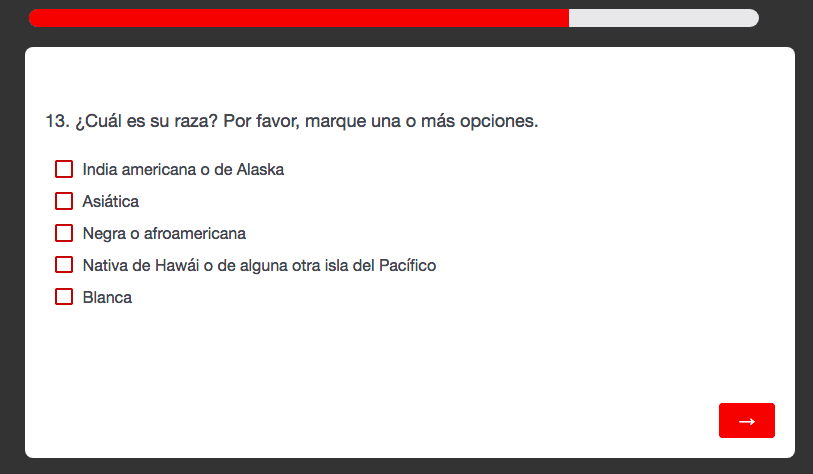 13. ¿Cuál es su raza? Por favor, marque una o más opciones.
India americana o de Alaska
Asiática
Negra o afroamericana
Nativa de Hawái o de alguna otra isla del Pacífico
Blanca
→